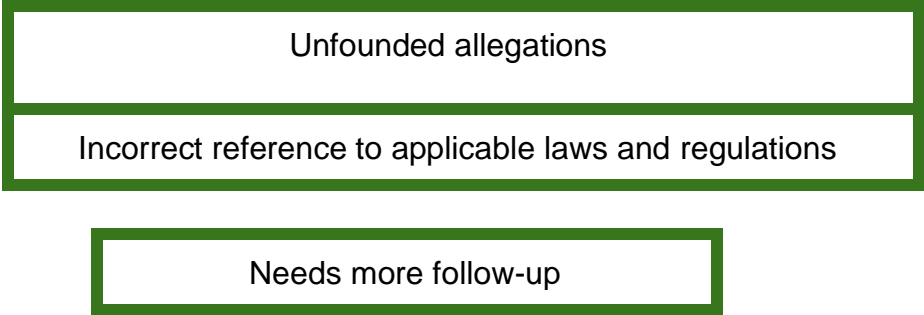 Unfounded allegations
Incorrect reference to applicable laws and regulations
Needs more follow-up